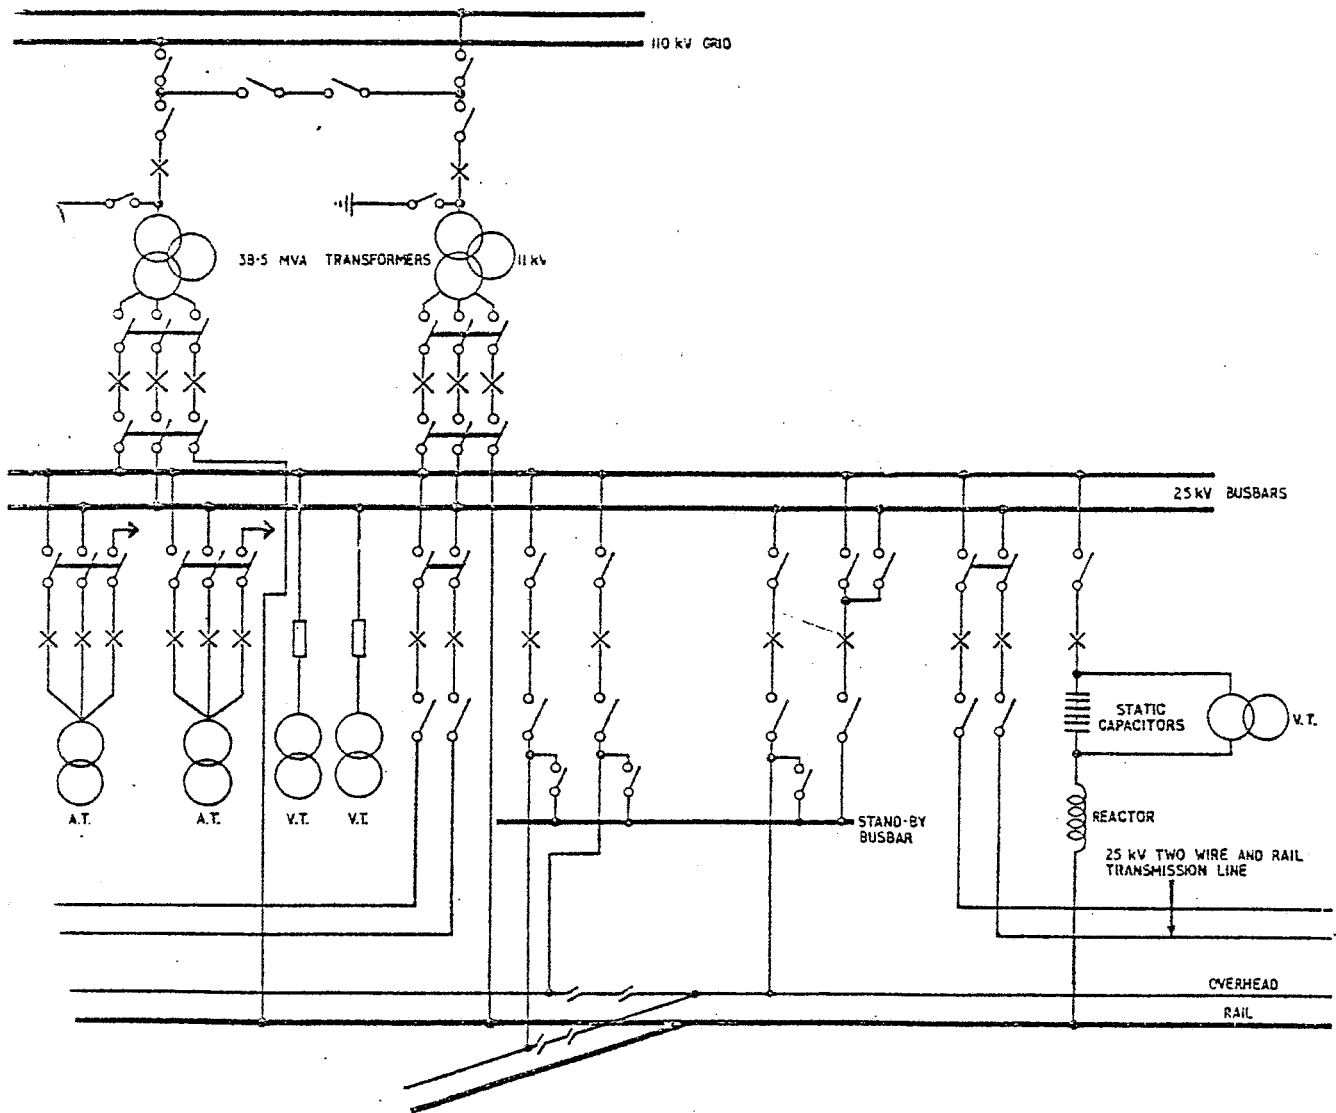 110 kV GRID
38·5 MVA TRANSFORMERS
11 kV
25 kV BUSBARS
STATIC
CAPACITORS
V.T.
A.T.
A.T.
V.T.
V.T.
STAND-BY
BUSBAR
REACTOR
25 kV TWO WIRE AND RAIL
TRANSMISSION LINE
OVERHEAD
RAIL